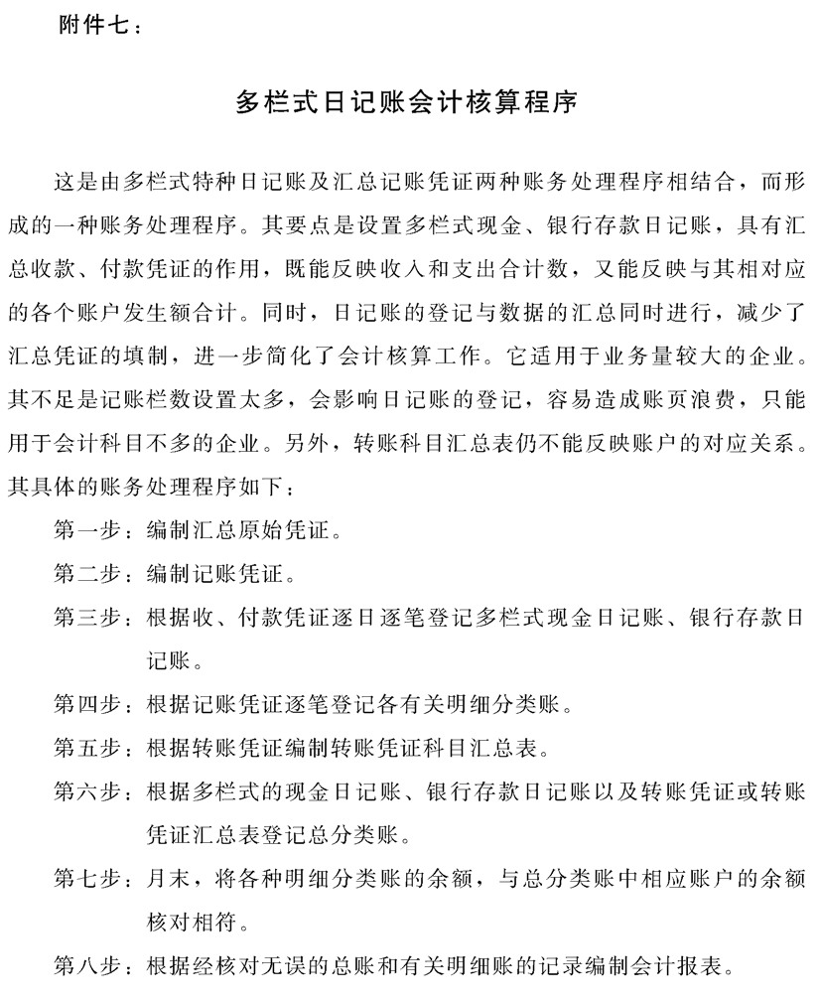 附件七：
多栏式日记账会计核算程序
这是由多栏式特种日记账及汇总记账凭证两种账务处理程序相结合，而形
成的一种账务处理程序。其要点是设置多栏式现金、银行存款日记账，具有汇
总收款、付款凭证的作用，既能反映收入和支出合计数，又能反映与其相对应
的各个账户发生额合计。同时，日记账的登记与数据的汇总同时进行，减少了
汇总凭证的填制，进一步简化了会计核算工作。它适用于业务量较大的企业。
其不足是记账栏数设置太多，会影响日记账的登记，容易造成账页浪费，只能
用于会计科目不多的企业。另外，转账科目汇总表仍不能反映账户的对应关系。
其具体的账务处理程序如下：
第一步：编制汇总原始凭证。
第二步：编制记账凭证。
第三步：根据收、付款凭证逐日逐笔登记多栏式现金日记账、银行存款日
记账。
第四步：根据记账凭证逐笔登记各有关明细分类账。
第五步：根据转账凭证编制转账凭证科目汇总表。
第六步：根据多栏式的现金日记账、银行存款日记账以及转账凭证或转账
凭证汇总表登记总分类账。
第七步：月末，将各种明细分类账的余额，与总分类账中相应账户的余额
核对相符。
第八步：根据经核对无误的总账和有关明细账的记录编制会计报表。